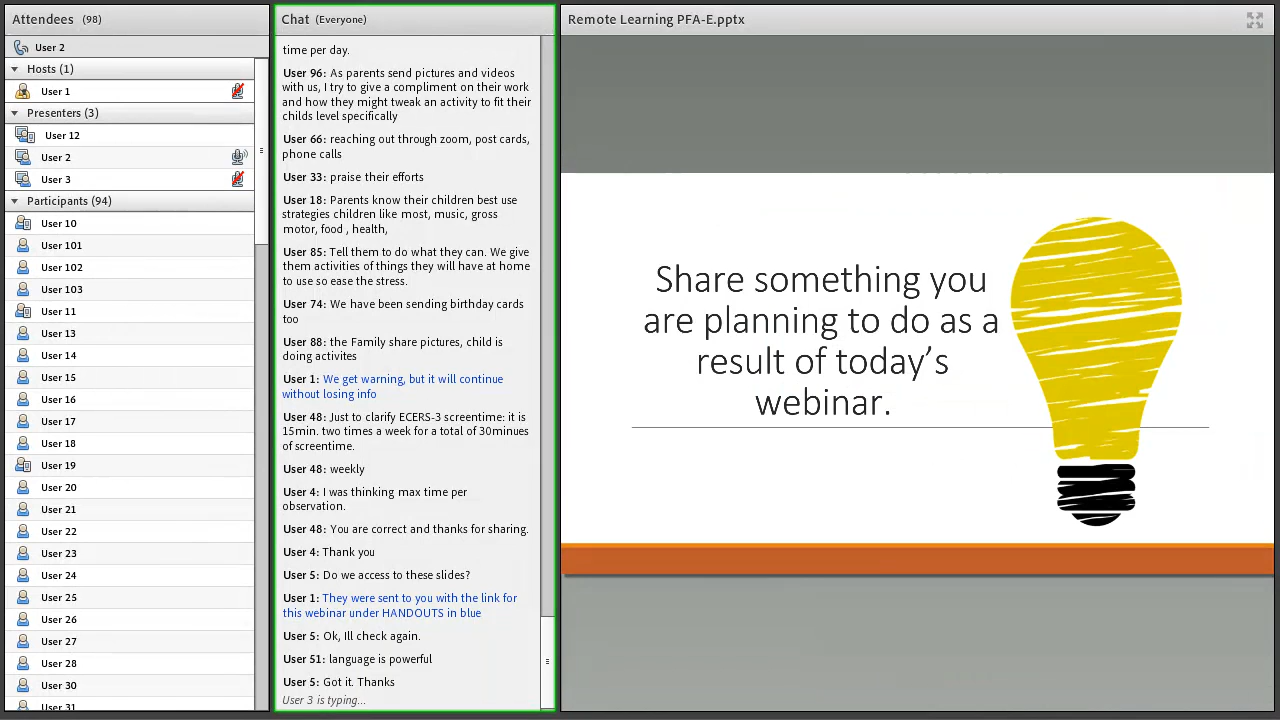 Attendees (98)
User 2
Hosts (1)
User 1
Presenters (3)
User 12
User 2
User 3
Participants (94)
User 10
User 101
User 102
User 103
User 11
User 13
User 14
User 15
User 16
User 17
User 18
User 19
User 20
User 21
User 22
User 23
User 24
User 25
User 26
User 27
User 28
User 30
User 31
Chat (Everyone)
time per day.
User 96: As parents send pictures and videos
with us, I try to give a compliment on their work
and how they might tweak an activity to fit their
childs level specifically
User 66: reaching out through zoom, post cards,
phone calls
User 33: praise their efforts
User 18: Parents know their children best use
strategies children like most, music, gross
motor, food , health,
User 85: Tell them to do what they can. We give
them activities of things they will have at home
to use so ease the stress.
User 74: We have been sending birthday cards
too
User 88: the Family share pictures, child is
doing activites
User 1: We get warning, but it will continue
without losing info
User 48: Just to clarify ECERS-3 screentime: it is
15min. two times a week for a total of 30minues
of screentime.
User 48: weekly
User 4: I was thinking max time per
observation.
User 48: You are correct and thanks for sharing.
User 4: Thank you
User 5: Do we access to these slides?
User 1: They were sent to you with the link for
this webinar under HANDOUTS in blue
User 5: Ok, Ill check again.
User 51: language is powerful
User 5: Got it. Thanks
User 3 is typing...
Remote Learning PFA-E.pptx
Share something you
are planning to do as a
result of today's
webinar.